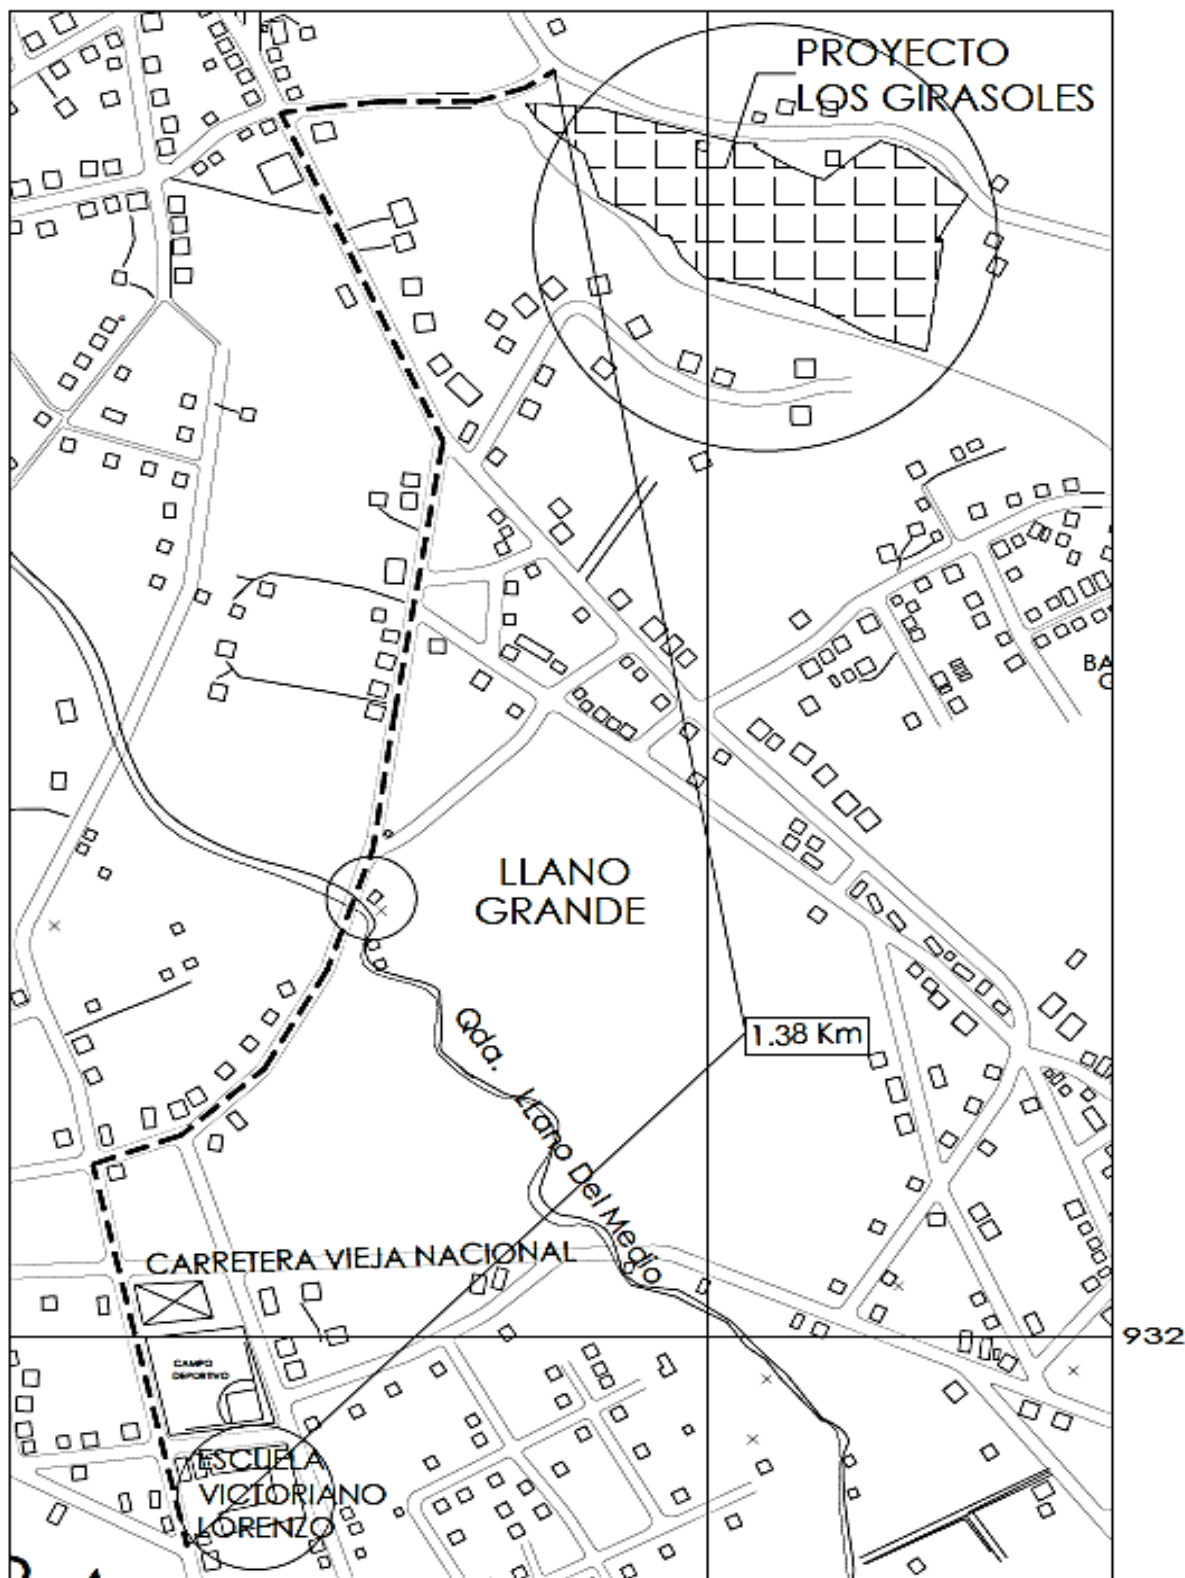 PROYECTO
LOS GIRASOLES
LLANO
GRANDE
1.38 Km
Qda. LLano Del Medio
CARRETERA VIEJA NACIONAL
932
CAMPO
DEPORTIVO
ESCUELA
VICTORIANO
LORENZO